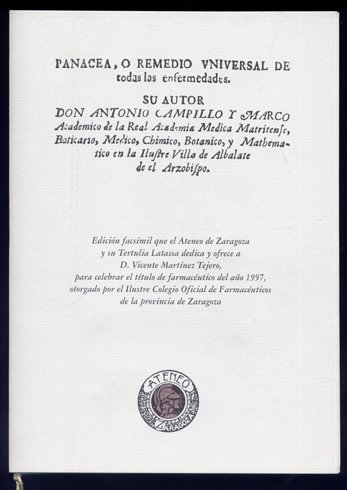 PANACEA, O REMEDIO VNIVERSAL DE
todas las enfermedades.
SU AUTOR
DON ANTONIO CAMPILLO Y MARCO
Academico de la Real Academia Medica Matritense,
Boticario, Medico, Chimico, Botanico, y Mathema-
tico en la Ilustre Villa de Albalate
de el Arzobispo.
Edición facsímil que el Ateneo de Zaragoza
y su Tertulia Latassa dedica y ofrece a
D. Vicente Martínez Tejero,
para celebrar el título de farmacéutico del año 1997,
otorgado por el Ilustre Colegio Oficial de Farmacéuticos
de la provincia de Zaragoza
ATENEO
ZARAGOZA